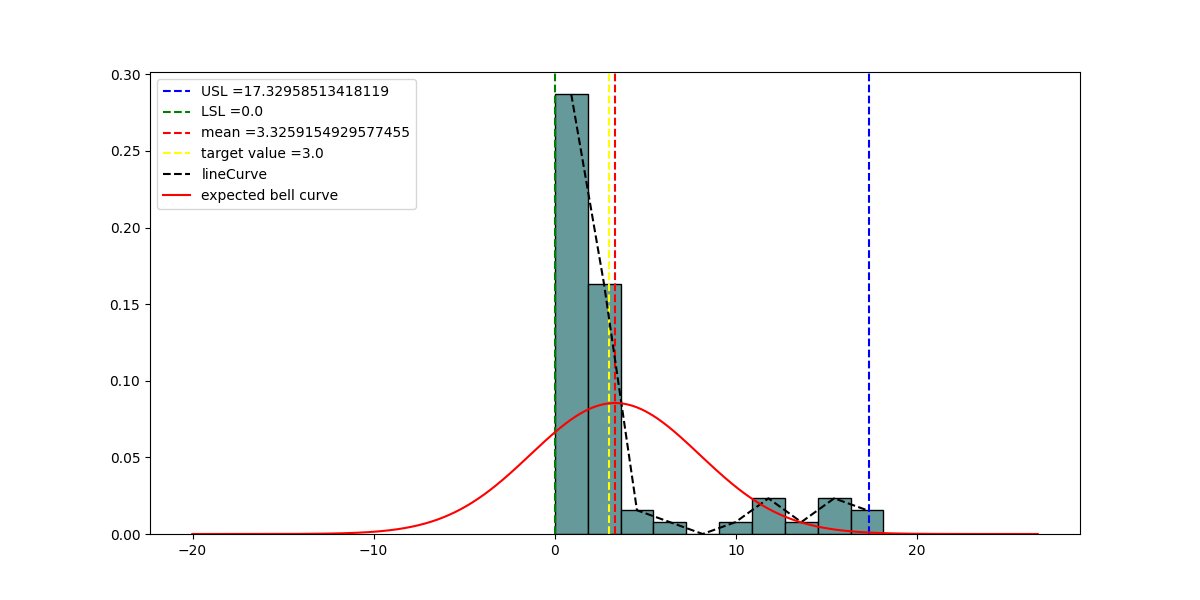 USL =17.32958513418119
LSL =0.0
mean =3.3259154929577455
target value =3.0
lineCurve
expected bell curve
0.30
0.25
0.20
0.15
0.10
0.05
0.00
−20
−10
0
10
20